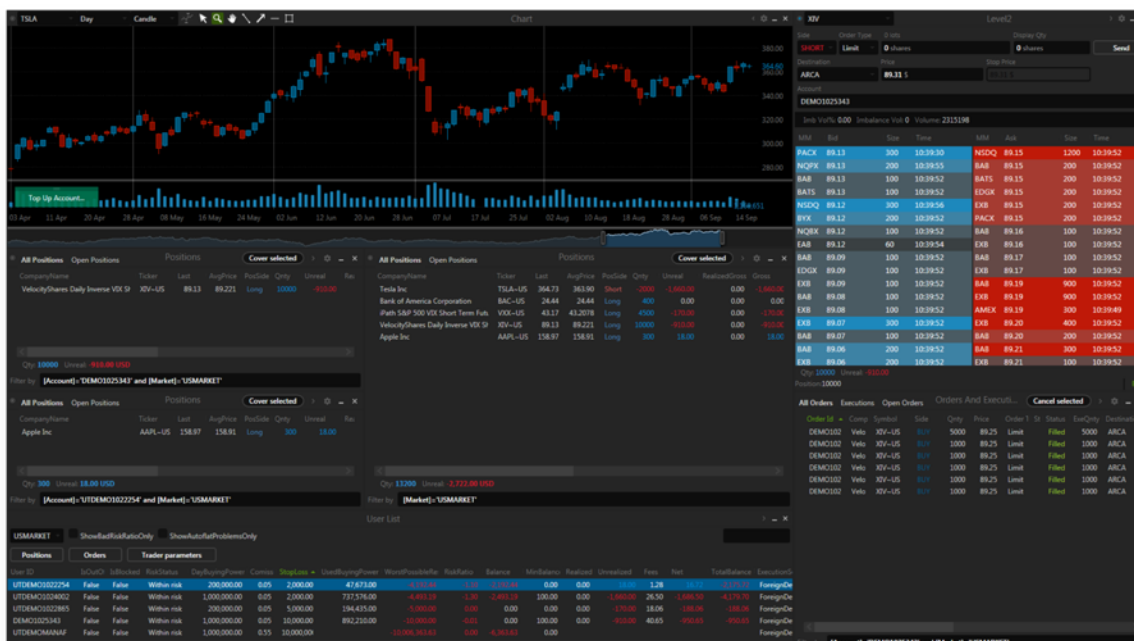 TSLA Day Candle Chart
380.00
364.60
360.00
340.00
320.00
300.00
280.00
Top Up Account...
03 Apr 11 Apr 20 Apr 28 Apr 08 May 16 May 24 May 02 Jun 12 Jun 20 Jun 28 Jun 07 Jul 17 Jul 25 Jul 02 Aug 10 Aug 18 Aug 28 Aug 06 Sep 14 Sep
All Positions Open Positions Positions Cover selected
CompanyName Ticker Last AvgPrice PosSide Qnty Unreal
VelocityShares Daily Inverse VIX XIV-US 89.13 89.221 Long 10000 -910.00
Qty: 10000 Unreal: -910.00 USD
Filter by [Account]='DEMO1025343' and [Market]='USMARKET'
All Positions Open Positions Positions Cover selected
CompanyName Ticker Last AvgPrice PosSide Qnty Unreal
Apple Inc AAPL-US 158.97 158.91 Long 300 18.00
Qty: 300 Unreal: 18.00 USD
Filter by [Account]='UTDEMO1022254' and [Market]='USMARKET'
All Positions Open Positions Positions Cover selected
CompanyName Ticker Last AvgPrice PosSide Qnty Unreal RealizedGross Gross
Tesla Inc TSLA-US 364.73 363.90 Short -2000 -1,660.00 0.00 -1,660.00
Bank of America Corporation BAC-US 24.44 24.44 Long 400 0.00 0.00 0.00
iPath S&P 500 VIX Short Term Futu VXX-US 43.17 43.2078 Long 4500 -170.00 0.00 -170.00
VelocityShares Daily Inverse VIX XIV-US 89.13 89.221 Long 10000 -910.00 0.00 -910.00
Apple Inc AAPL-US 158.97 158.91 Long 300 18.00 0.00 18.00
Qty: 13200 Unreal: -2,722.00 USD
Filter by [Market]='USMARKET'
XIV Level2
Side Order Type 0 lots Display Qty
SHORT Limit 0 shares 0 shares Send
Destination Price Stop Price
ARCA 89.31 $
Account
DEMO1025343
Imb Vol%: 0.00 Imbalance Vol: 0 Volume: 2315198
MM Bid Size Time MM Ask Size Time
PACX 89.13 300 10:39:30 NSDQ 89.15 1200 10:39:52
NQPX 89.13 200 10:39:55 BAB 89.15 200 10:39:52
BAB 89.13 100 10:39:52 BATS 89.15 200 10:39:52
BATS 89.13 100 10:39:52 EDGX 89.15 200 10:39:52
NSDQ 89.12 300 10:39:56 EXB 89.15 200 10:39:52
BYX 89.12 200 10:39:52 PACX 89.15 200 10:39:52
NQBX 89.12 100 10:39:52 BAB 89.16 100 10:39:52
EAB 89.12 60 10:39:54 EXB 89.16 100 10:39:52
BAB 89.09 100 10:39:52 BAB 89.17 100 10:39:52
EDGX 89.09 100 10:39:52 EXB 89.17 100 10:39:52
EXB 89.09 100 10:39:52 BAB 89.19 900 10:39:52
BAB 89.08 100 10:39:52 EXB 89.19 900 10:39:52
EXB 89.08 100 10:39:52 AMEX 89.19 300 10:39:49
EXB 89.07 300 10:39:52 EXB 89.20 400 10:39:52
BAB 89.07 100 10:39:52 BAB 89.20 200 10:39:52
BAB 89.06 200 10:39:52 BAB 89.21 300 10:39:52
EXB 89.06 200 10:39:52 EXB 89.21 100 10:39:52
Qty: 10000 Unreal: -910.00
Position:10000
All Orders Executions Open Orders Orders And Executi... Cancel selected
Order Id Comp Symbol Side Qnty Price Order T St Status ExeQnty Destinati
DEMO102 Velo XIV-US BUY 5000 89.25 Limit Filled 5000 ARCA
DEMO102 Velo XIV-US BUY 1000 89.25 Limit Filled 1000 ARCA
DEMO102 Velo XIV-US BUY 1000 89.25 Limit Filled 1000 ARCA
DEMO102 Velo XIV-US BUY 1000 89.25 Limit Filled 1000 ARCA
DEMO102 Velo XIV-US BUY 1000 89.25 Limit Filled 1000 ARCA
DEMO102 Velo XIV-US BUY 1000 89.25 Limit Filled 1000 ARCA
User List
USMARKET ShowBadRiskRatioOnly ShowAutoflatProblemsOnly
Positions Orders Trader parameters
User ID IsOutO IsBlocked RiskStatus DayBuyingPower Comiss StopLoss UsedBuyingPower WorstPossibleRe RiskRatio Balance MinBalance Realized Unrealized Fees Net TotalBalance ExecutionS
UTDEMO1022254 False False Within risk 200,000.00 0.05 2,000.00 47,673.00 0.00 0.00 18.00 1.28 16.72 ForeignDe
UTDEMO1024002 False False Within risk 1,000,000.00 0.05 2,000.00 737,576.00 -4,493.19 -1.30 -2,493.19 100.00 0.00 -1,660.00 26.50 -1,686.50 -4,179.70 ForeignDe
UTDEMO1022865 False False Within risk 200,000.00 0.05 5,000.00 194,435.00 -5,000.00 0.00 0.00 0.00 -170.00 18.06 -188.06 -188.06 ForeignDe
DEMO1025343 False False Within risk 1,000,000.00 0.05 10,000.00 892,210.00 -10,000.00 -0.01 0.00 100.00 0.00 -910.00 40.65 -950.65 -950.65 ForeignDe
UTDEMOMANAF False False Within risk 1,000,000.00 0.55 10,000,00 0.00 100.00 0.00 ForeignDe